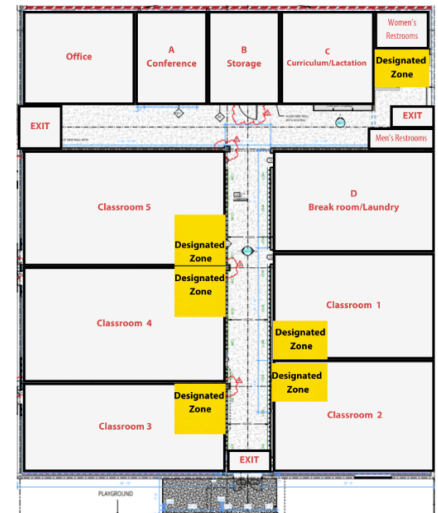 Women's
Restrooms
Office
A
Conference
B
Storage
C
Curriculum/Lactation
Designated
Zone
EXIT
EXIT
Men's Restrooms
Classroom 5
D
Break room/Laundry
Designated
Zone
Designated
Zone
Classroom 4
Classroom 1
Designated
Zone
Designated
Zone
Designated
Zone
Classroom 3
Classroom 2
EXIT
PLAYGROUND